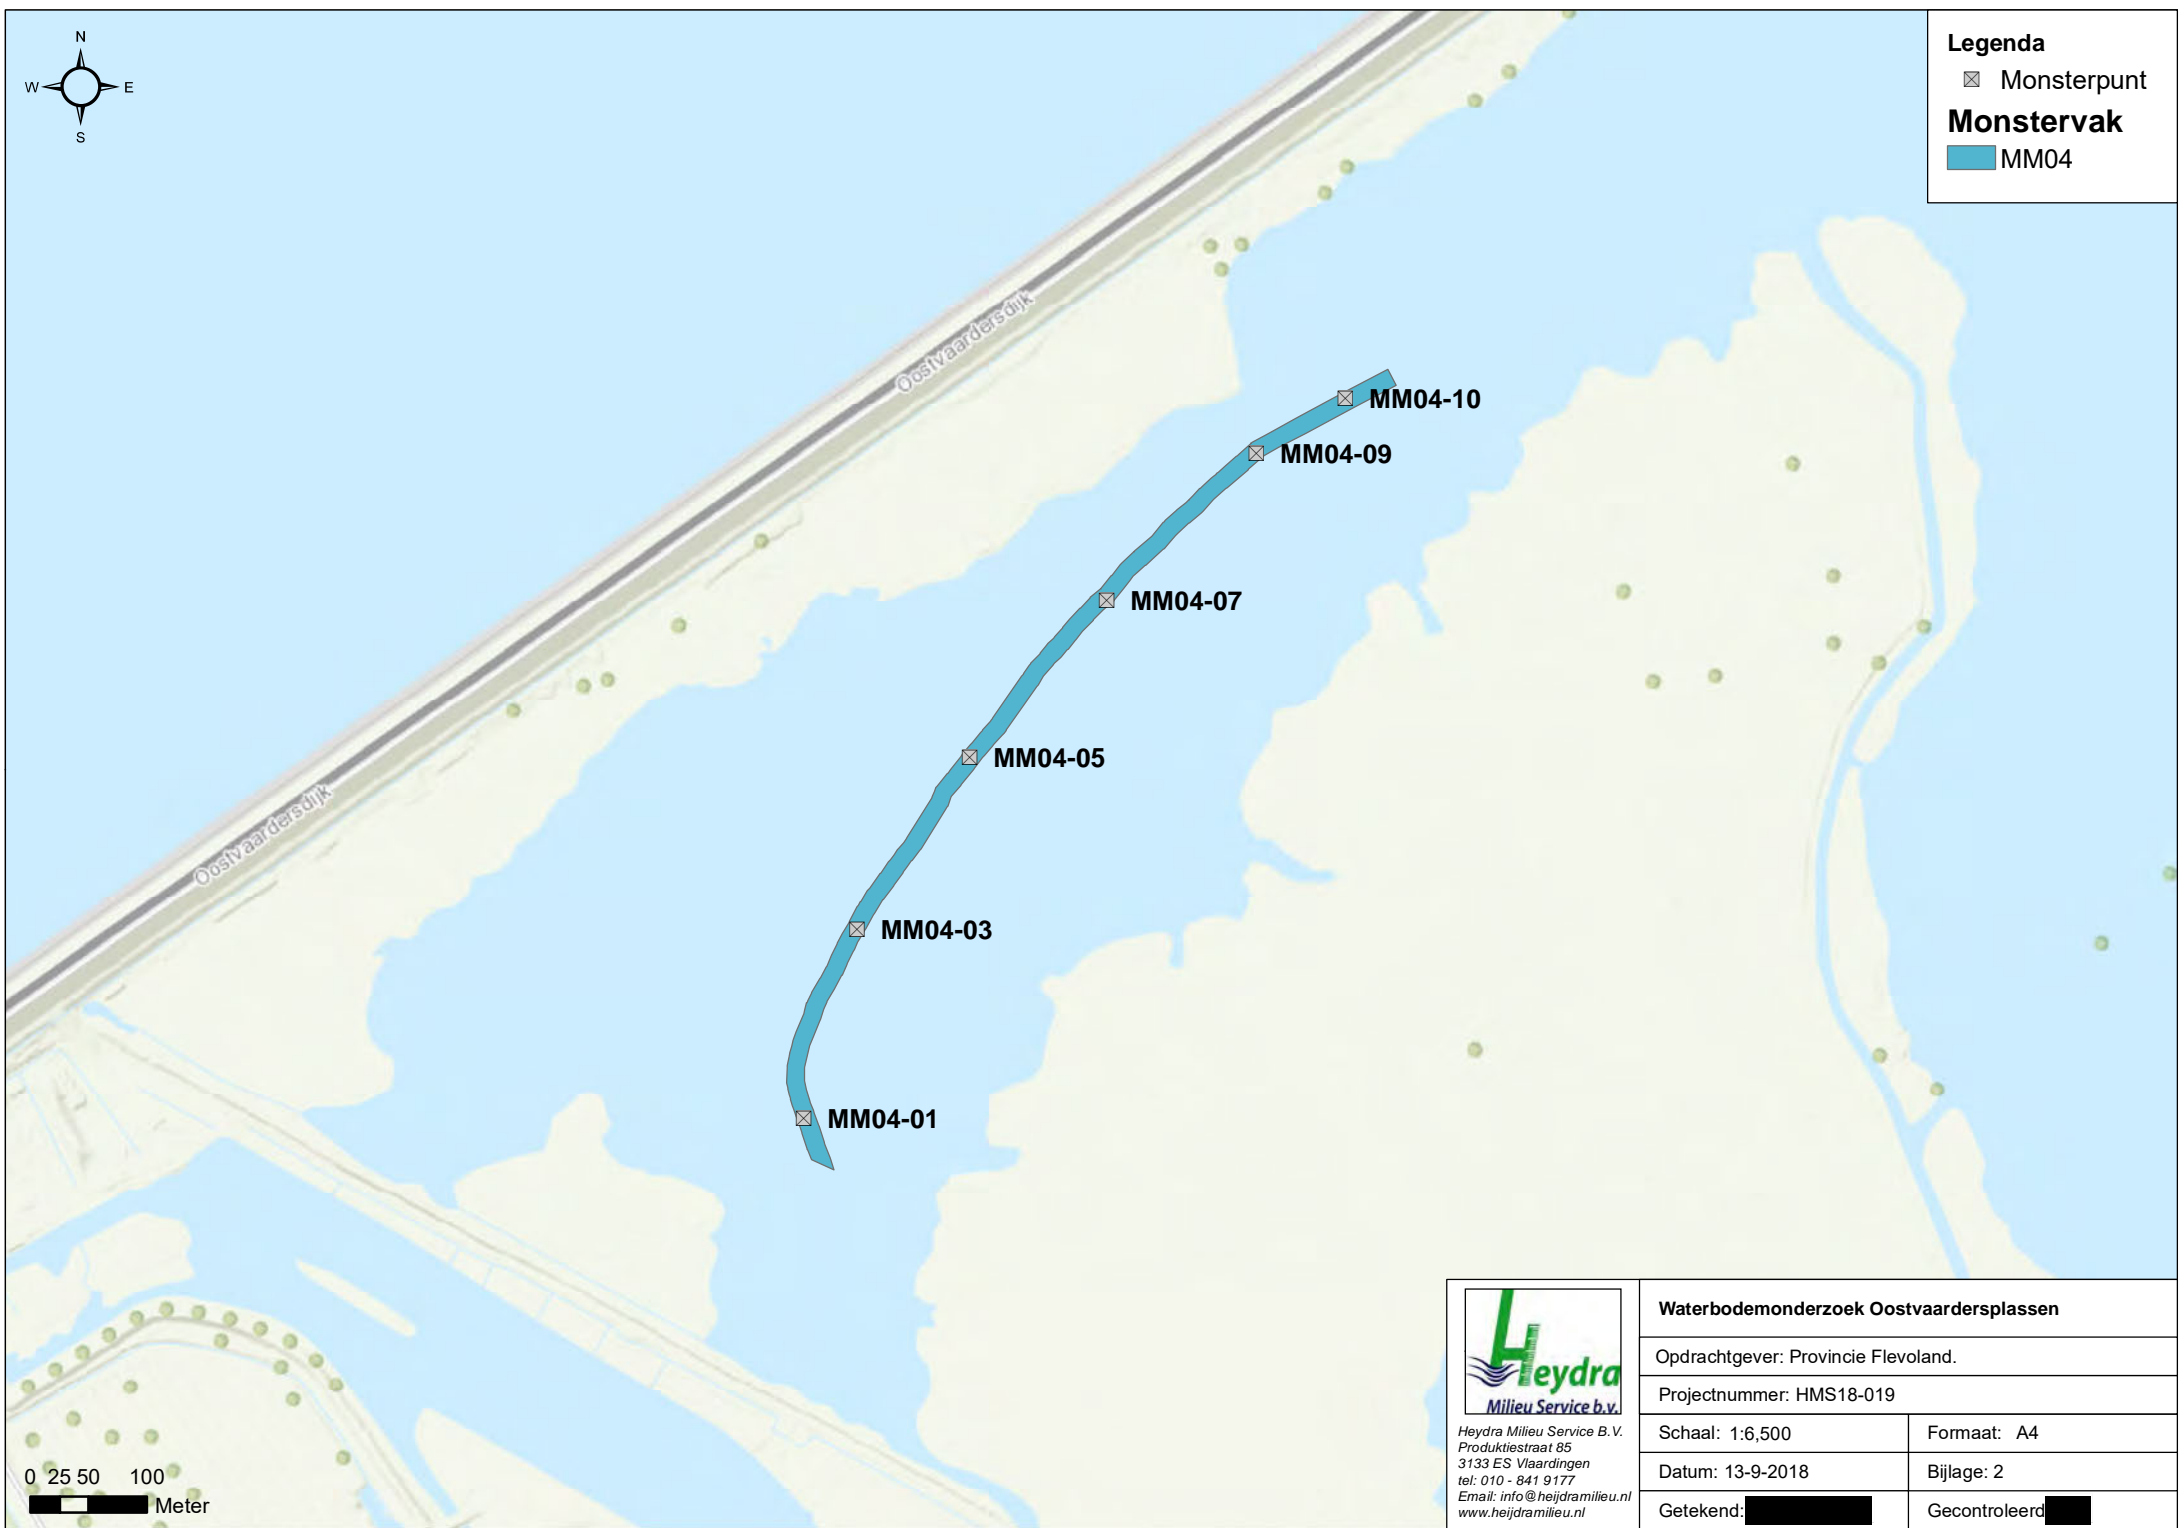 N
W E
S
Legenda
Monsterpunt
Monstervak
MM04
Oostvaardersdijk
MM04-10
MM04-09
MM04-07
MM04-05
Oostvaardersdijk
MM04-03
MM04-01
0 25 50 100
Meter
Heydra
Milieu Service b.v.
Heydra Milieu Service B.V.
Produktiestraat 85
3133 ES Vlaardingen
tel: 010 - 841 9177
Email: info@heijdramilieu.nl
www.heijdramilieu.nl
Waterbodemonderzoek Oostvaardersplassen
Opdrachtgever: Provincie Flevoland.
Projectnummer: HMS18-019
Schaal: 1:6,500
Formaat: A4
Datum: 13-9-2018
Bijlage: 2
Getekend:
Gecontroleerd